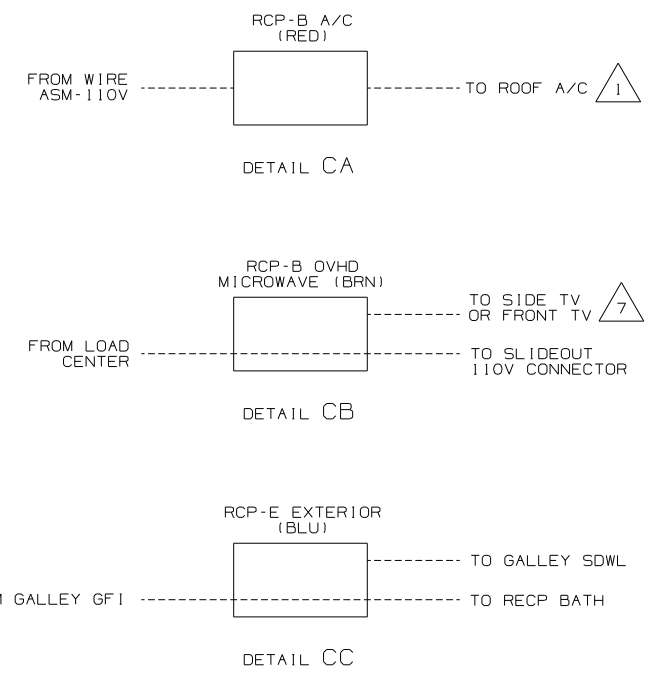 RCP-B A/C
(RED)
FROM WIRE
ASM-110V
TO ROOF A/C 1
DETAIL CA
RCP-B OVHD
MICROWAVE (BRN)
TO SIDE TV
OR FRONT TV 7
FROM LOAD
CENTER
TO SLIDEOUT
110V CONNECTOR
DETAIL CB
RCP-E EXTERIOR
(BLU)
TO GALLEY SDWL
GALLEY GFI
TO RECP BATH
DETAIL CC